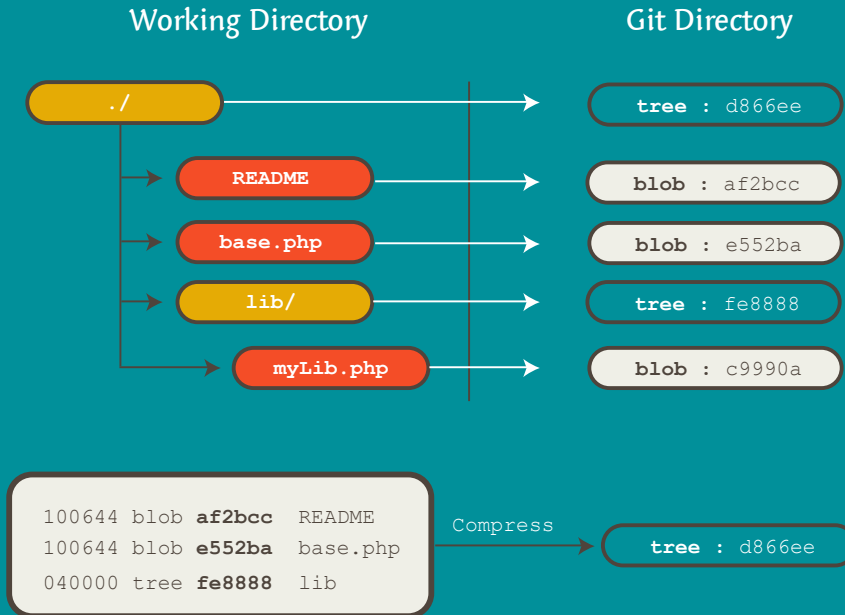 Working Directory
Git Directory
./
tree : d866ee
README
blob : af2bcc
base.php
blob : e552ba
lib/
tree : fe8888
myLib.php
blob : c9990a
100644 blob af2bcc README
100644 blob e552ba base.php
040000 tree fe8888 lib
Compress
tree : d866ee